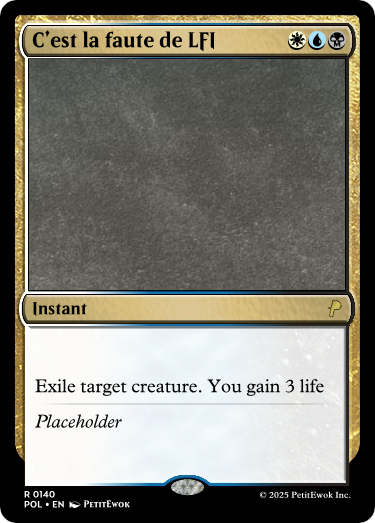 C'est la faute de LFI
Instant
Exile target creature. You gain 3 life
Placeholder
R 0140
POL • EN PetitEwok
© 2025 PetitEwok Inc.